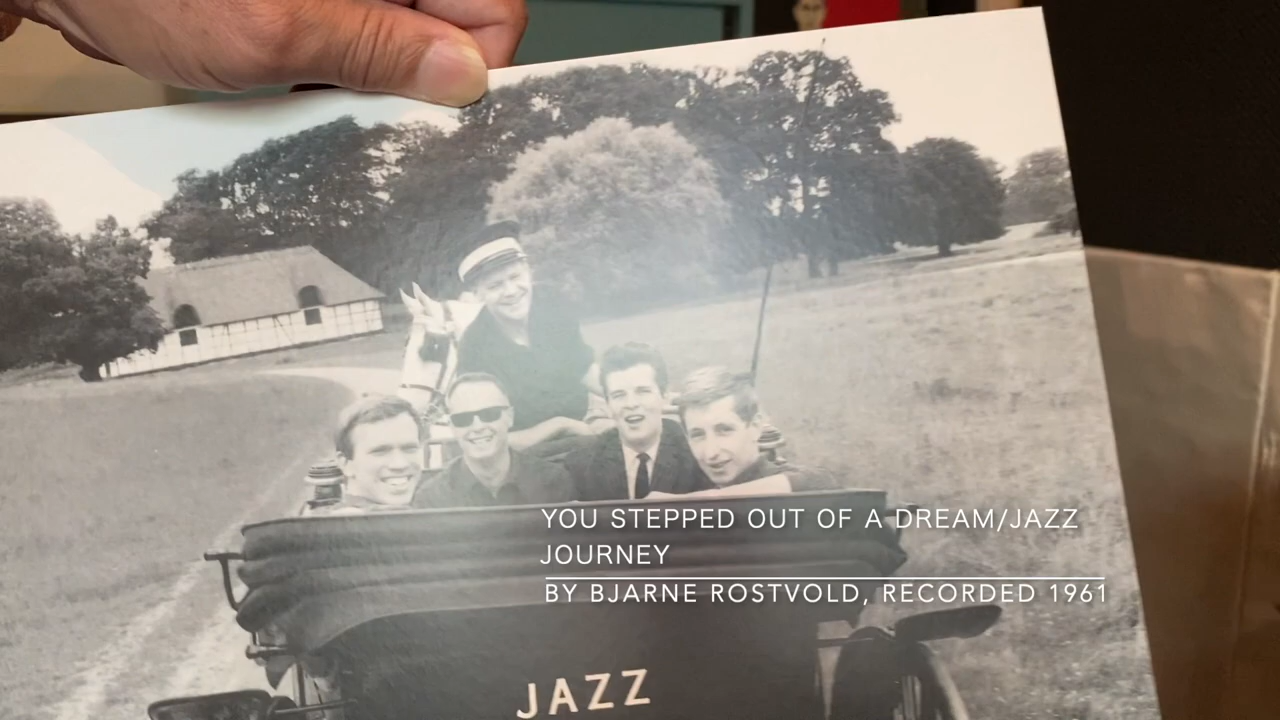 YOU STEPPED OUT OF A DREAM/JAZZ
JOURNEY
BY BJARNE ROSTVOLD, RECORDED 1961
JAZZ